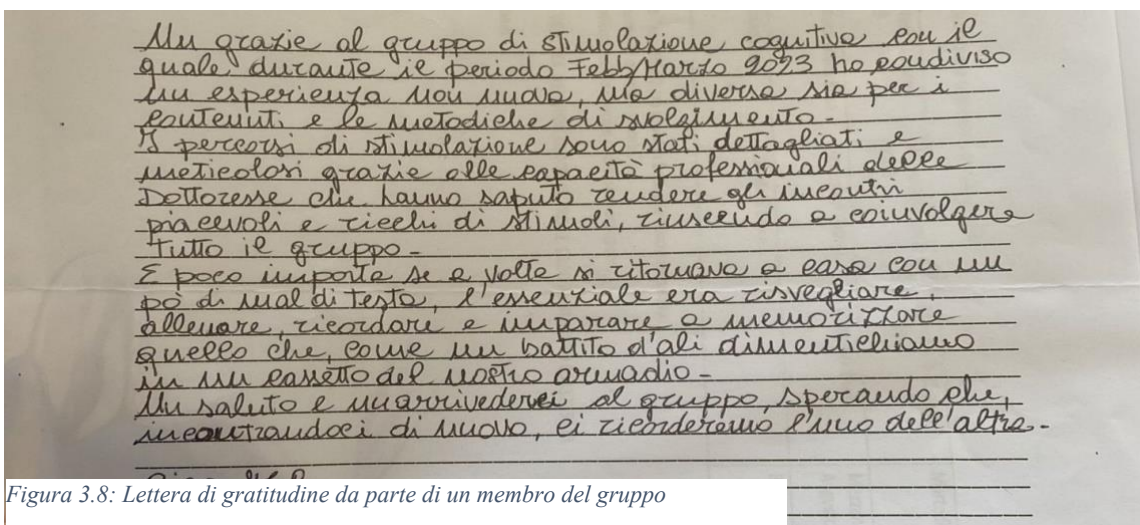 Un grazie al gruppo di stimolazione cognitiva con il
quale durante il periodo Febb/Marzo 2023 ho condiviso
un esperienza non nuova, ma diversa sia per i
contenuti e le metodiche di svolgimento.
I percorsi di stimolazione sono stati dettagliati e
meticolosi grazie alle capacità professionali delle
Dottoresse che hanno saputo rendere gli incontri
piacevoli e ricchi di stimoli, riuscendo a coinvolgere
tutto il gruppo.
E poco importa se a volte si ritornava a casa con un
pò di mal di testa, l'essenziale era risvegliare,
allenare, ricordare e imparare a memorizzare
quello che, come un battito d'ali dimentichiamo
in un cassetto del nostro armadio.
Un saluto e un arrivederci al gruppo, sperando che,
incontrandoci di nuovo, ci ricorderemo l'uno dell'altra.
Figura 3.8: Lettera di gratitudine da parte di un membro del gruppo